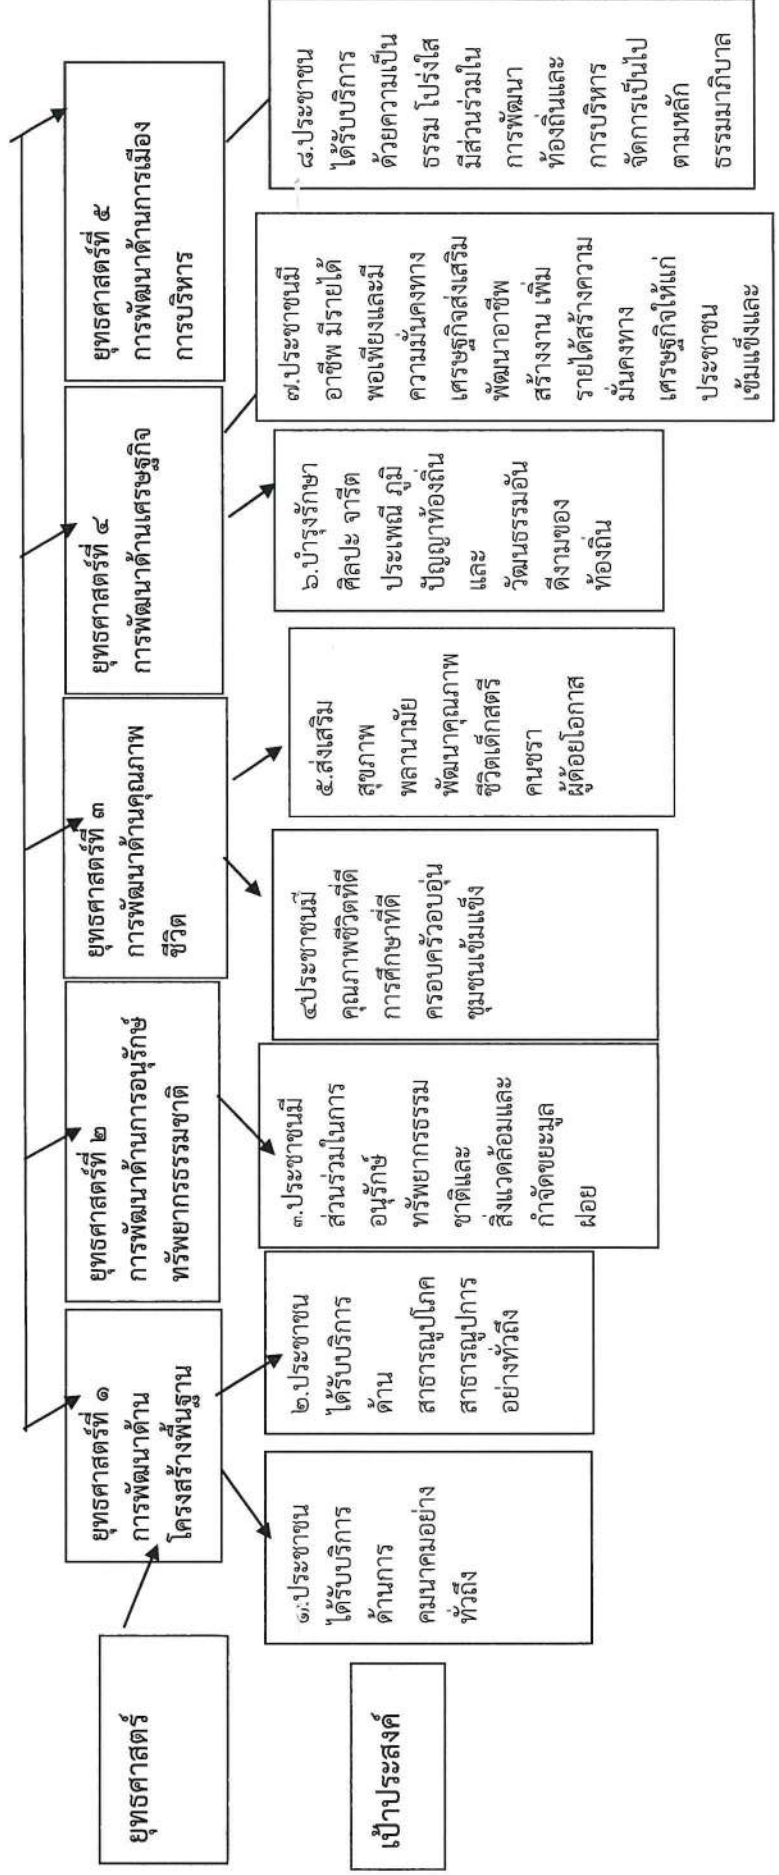 ยุทธศาสตร์
ยุทธศาสตร์ที่ ๑
การพัฒนาด้าน
โครงสร้างพื้นฐาน
ยุทธศาสตร์ที่ ๒
การพัฒนาด้านการอนุรักษ์
ทรัพยากรธรรมชาติ
ยุทธศาสตร์ที่ ๓
การพัฒนาด้านคุณภาพ
ชีวิต
ยุทธศาสตร์ที่ ๔
การพัฒนาด้านเศรษฐกิจ
ยุทธศาสตร์ที่ ๕
การพัฒนาด้านการเมือง
การบริหาร
เป้าประสงค์
๑.ประชาชน
ได้รับบริการ
ด้านการ
คมนาคมอย่าง
ทั่วถึง
๒.ประชาชน
ได้รับบริการ
ด้าน
สาธารณูปโภค
สาธารณูปการ
อย่างทั่วถึง
๓.ประชาชนมี
ส่วนร่วมในการ
อนุรักษ์
ทรัพยากรธรรม
ชาติและ
สิ่งแวดล้อมและ
กำจัดขยะมูล
ฝอย
๔ประชาชนมี
คุณภาพชีวิตที่ดี
การศึกษาที่ดี
ครอบครัวอบอุ่น
ชุมชนเข้มแข็ง
๕.ส่งเสริม
สุขภาพ
พลานามัย
พัฒนาคุณภาพ
ชีวิตเด็กสตรี
คนชรา
ผู้ด้อยโอกาส
๖.บำรุงรักษา
ศิลปะ จารีต
ประเพณี ภูมิ
ปัญญาท้องถิ่น
และ
วัฒนธรรมอัน
ดีงามของ
ท้องถิ่น
๗.ประชาชนมี
อาชีพ มีรายได้
พอเพียงและมี
ความมั่นคงทาง
เศรษฐกิจส่งเสริม
พัฒนาอาชีพ
สร้างงาน เพิ่ม
รายได้สร้างความ
มั่นคงทาง
เศรษฐกิจให้แก่
ประชาชน
เข้มแข็งและ
๘.ประชาชน
ได้รับบริการ
ด้วยความเป็น
ธรรม โปร่งใส
มีส่วนร่วมใน
การพัฒนา
ท้องถิ่นและ
การบริหาร
จัดการเป็นไป
ตามหลัก
ธรรมมาภิบาล